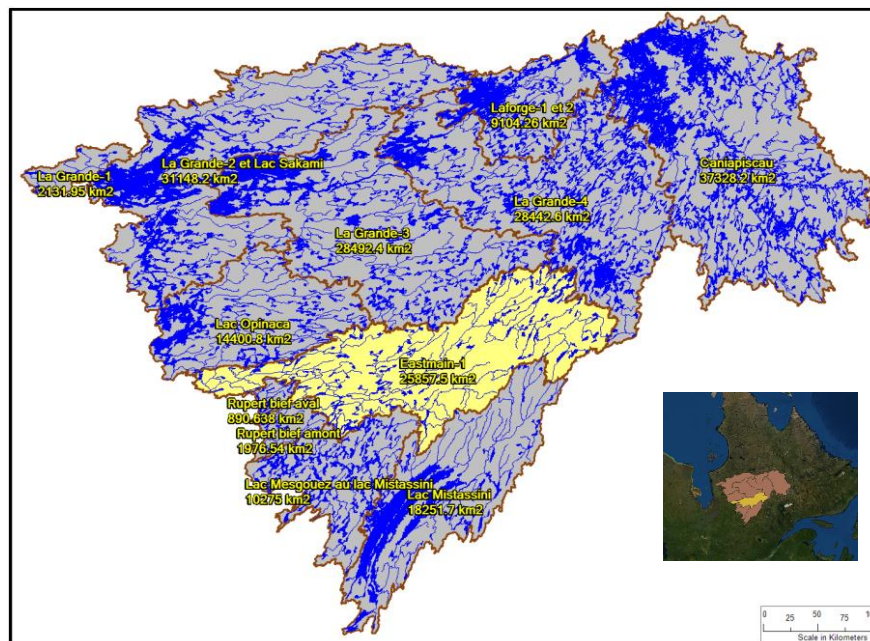 Laforge-1 et 2
9104.26 km2
La Grande-1
2131.95 km2
La Grande-2 et Lac Sakami
31148.2 km2
Caniapiscau
37328.2 km2
La Grande-4
28442.6 km2
La Grande-3
28492.4 km2
Lac Opinaca
14400.8 km2
Eastmain-1
25857.5 km2
Rupert bief aval
890.638 km2
Rupert bief amont
1976.54 km2
Lac Mesgouez au lac Mistassini
10275 km2
Lac Mistassini
18251.7 km2
0 25 50 75 10
Scale in Kilometers